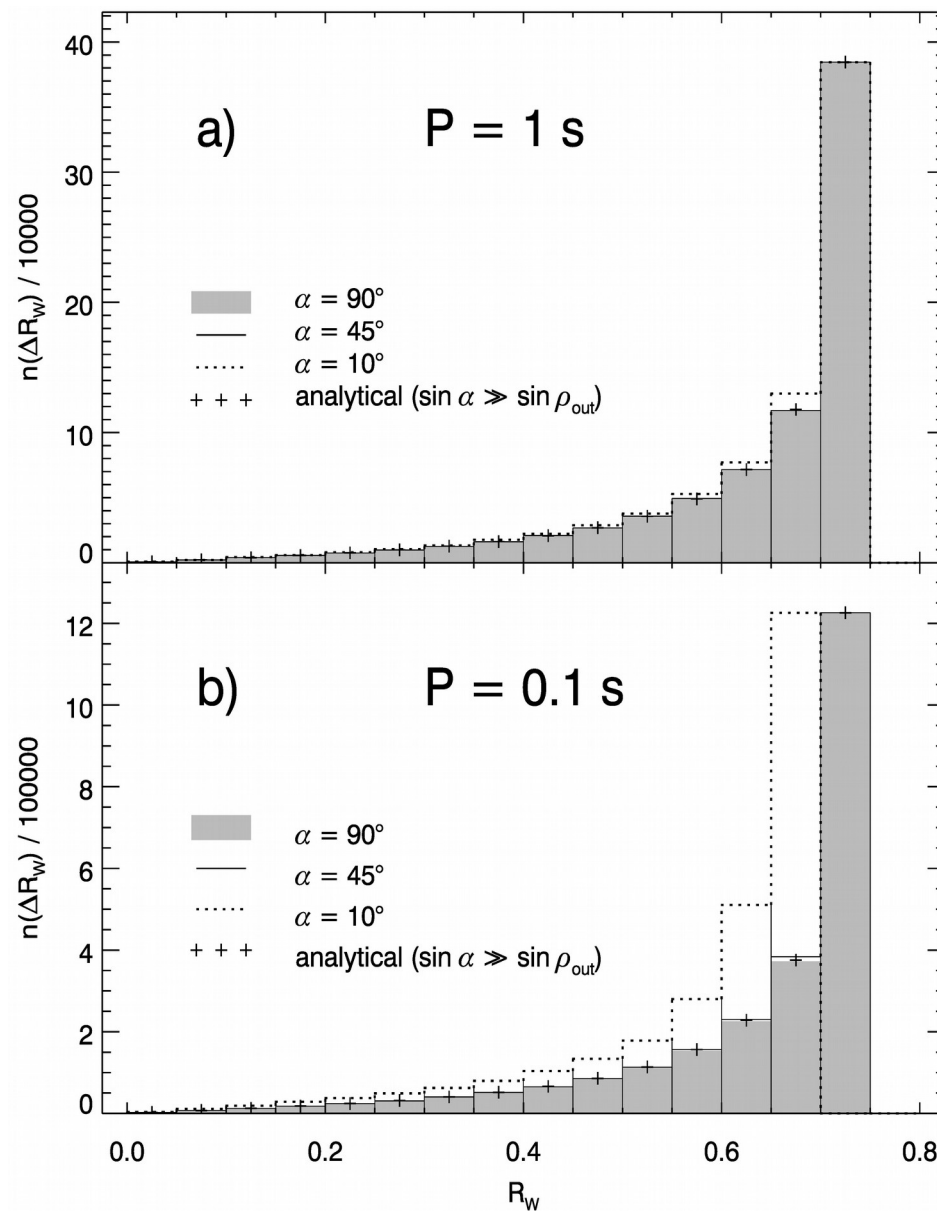 40
a) P = 1 s
30
n(ΔR_W) / 10000
20
α = 90°
α = 45°
α = 10°
+ + + analytical (sin α ≫ sin ρ_out)
10
0
12
b) P = 0.1 s
10
n(ΔR_W) / 100000
8
α = 90°
6
α = 45°
α = 10°
4
+ + + analytical (sin α ≫ sin ρ_out)
2
0
0.0 0.2 0.4 0.6 0.8
R_W